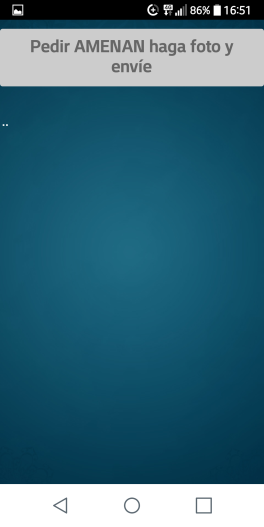 86% 16:51
Pedir AMENAN haga foto y
envíe
..